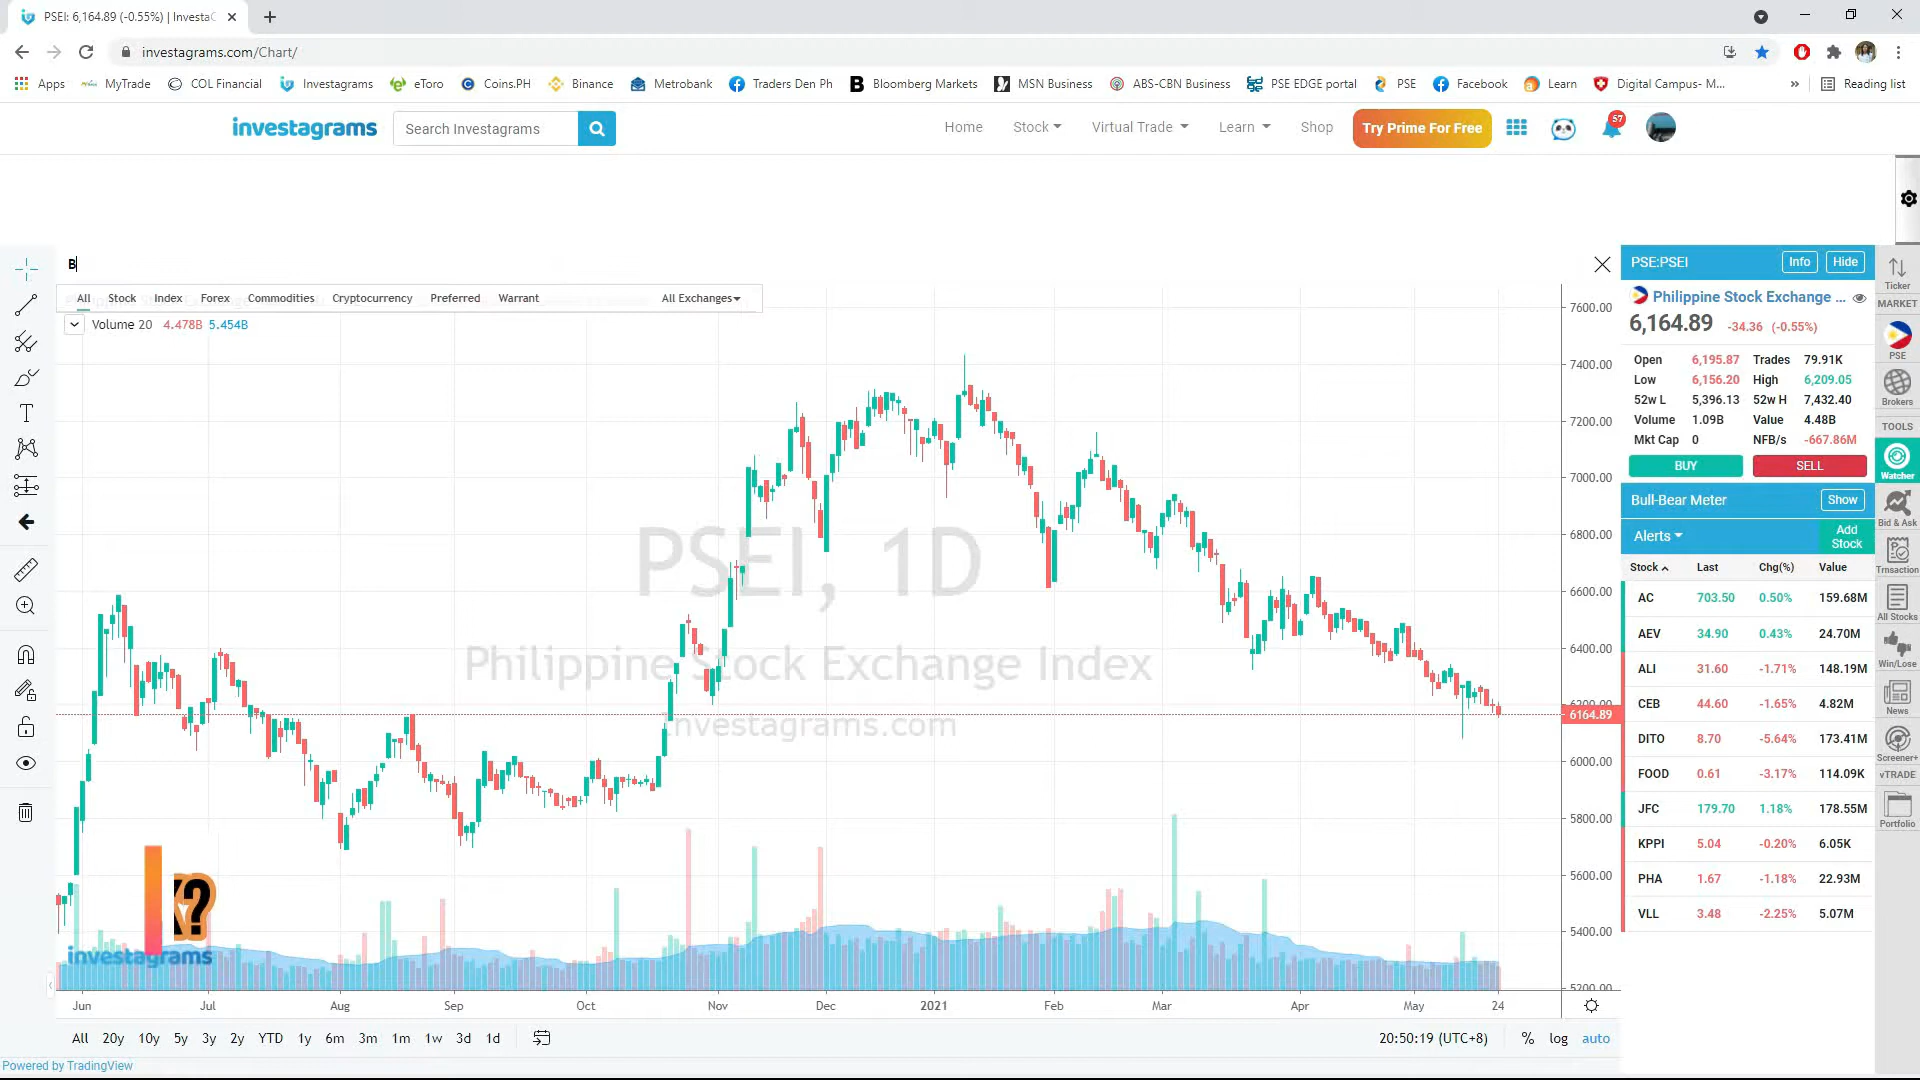 PSEI: 6,164.89 (-0.55%) | Investa
investagrams.com/Chart/
Apps MyTrade COL Financial Investagrams eToro Coins.PH Binance Metrobank Traders Den Ph Bloomberg Markets MSN Business ABS-CBN Business PSE EDGE portal PSE Facebook Learn Digital Campus- M... » Reading list
investagrams Search Investagrams Home Stock Virtual Trade Learn Shop Try Prime For Free 57
B
All Stock Index Forex Commodities Cryptocurrency Preferred Warrant All Exchanges
Volume 20 4.478B 5.454B
PSEI, 1D
Philippine Stock Exchange Index
Investagrams.com
7600.00
7400.00
7200.00
7000.00
6800.00
6600.00
6400.00
6200.00
6164.89
6000.00
5800.00
5600.00
5400.00
5200.00
K?
investagrams
Jun Jul Aug Sep Oct Nov Dec 2021 Feb Mar Apr May 24
All 20y 10y 5y 3y 2y YTD 1y 6m 3m 1m 1w 3d 1d 20:50:19 (UTC+8) % log auto
Powered by TradingView
PSE:PSEI Info Hide
Philippine Stock Exchange ...
6,164.89 -34.36 (-0.55%)
Open 6,195.87 Trades 79.91K
Low 6,156.20 High 6,209.05
52w L 5,396.13 52w H 7,432.40
Volume 1.09B Value 4.48B
Mkt Cap 0 NFB/s -667.86M
BUY SELL
Bull-Bear Meter Show
Alerts Add Stock
Stock Last Chg(%) Value
AC 703.50 0.50% 159.68M
AEV 34.90 0.43% 24.70M
ALI 31.60 -1.71% 148.19M
CEB 44.60 -1.65% 4.82M
DITO 8.70 -5.64% 173.41M
FOOD 0.61 -3.17% 114.09K
JFC 179.70 1.18% 178.55M
KPPI 5.04 -0.20% 6.05K
PHA 1.67 -1.18% 22.93M
VLL 3.48 -2.25% 5.07M
Ticker
MARKET
PSE
Brokers
TOOLS
Watcher
Bid & Ask
Trnsaction
All Stocks
Win/Lose
News
Screener+
vTRADE
Portfolio